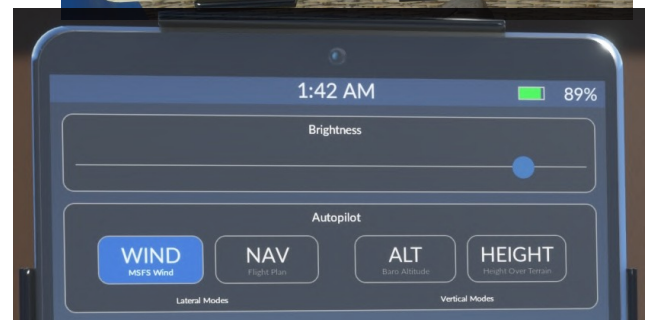 1:42 AM 89%
Brightness
Autopilot
WIND NAV ALT HEIGHT
MSFS Wind Flight Plan Baro Altitude Height Over Terrain
Lateral Modes Vertical Modes